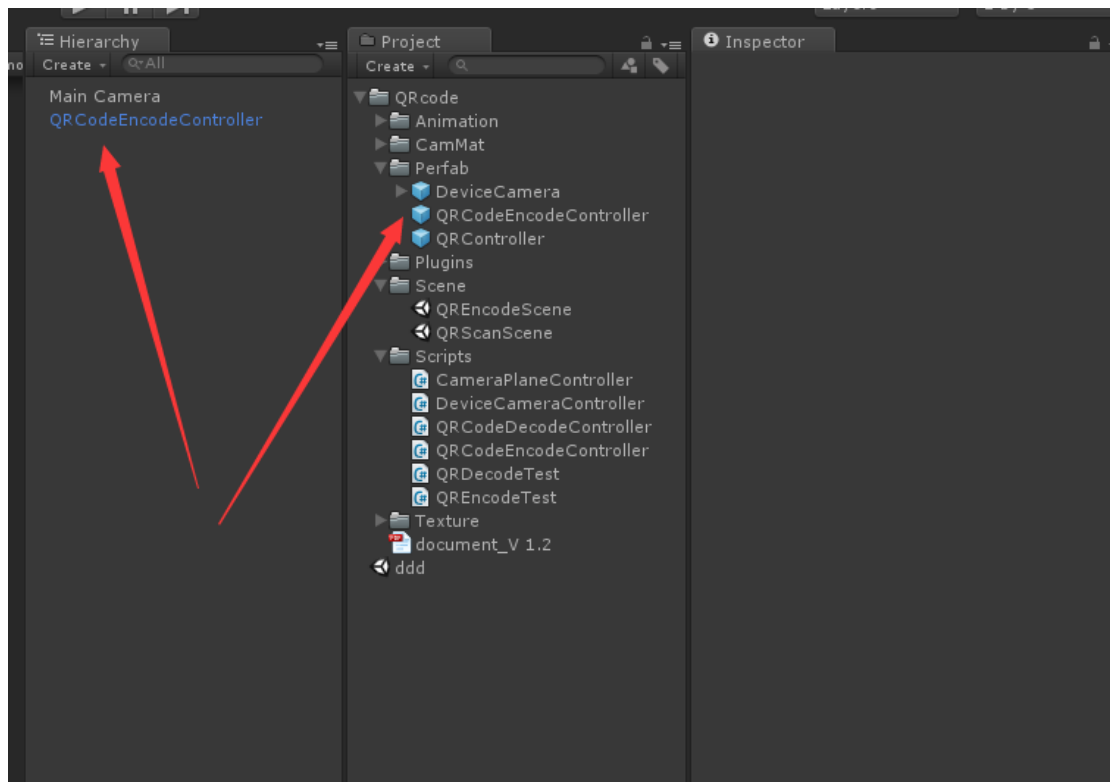 Hierarchy
Create
All
Main Camera
QRCodeEncodeController
Project
Create
QRcode
Animation
CamMat
Perfab
DeviceCamera
QRCodeEncodeController
QRController
Plugins
Scene
QREncodeScene
QRScanScene
Scripts
CameraPlaneController
DeviceCameraController
QRCodeDecodeController
QRCodeEncodeController
QRDecodeTest
QREncodeTest
Texture
document_V 1.2
ddd
Inspector